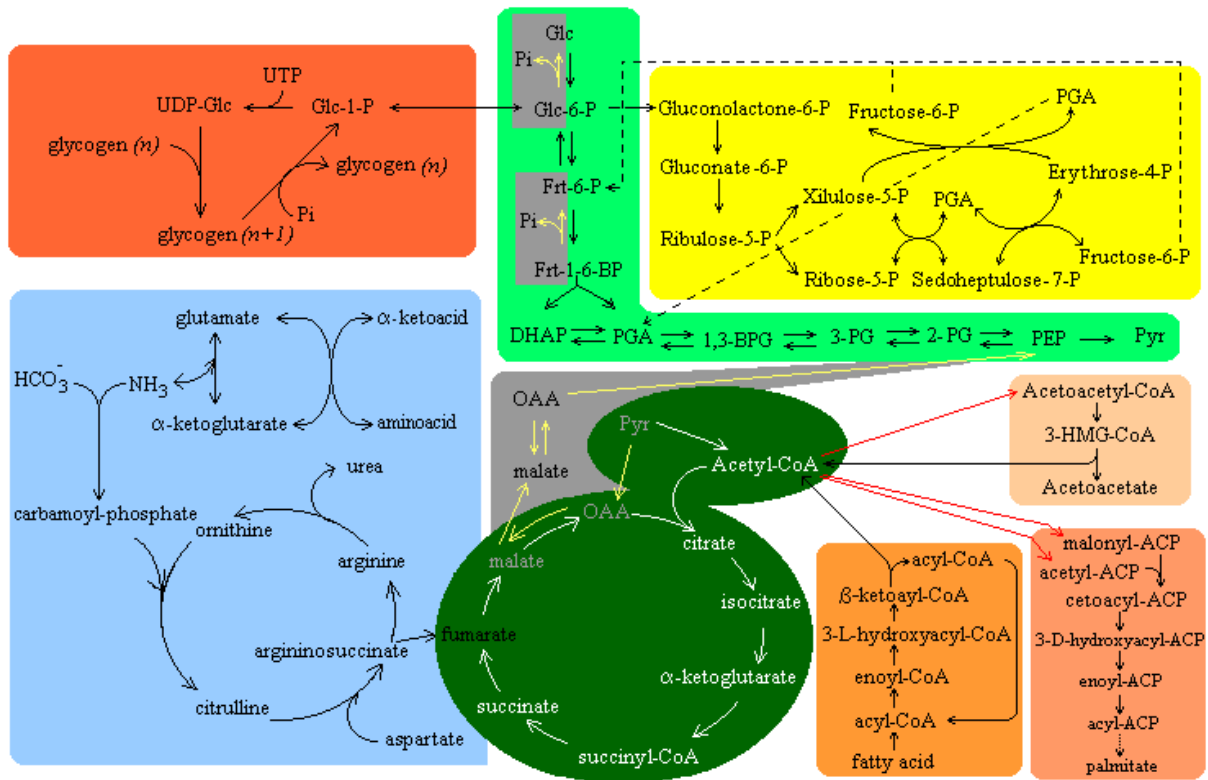 UTP
UDP-Glc
Glc-1-P
glycogen (n)
glycogen (n)
Pi
glycogen (n+1)
Glc
Pi
Glc-6-P
Frt-6-P
Pi
Frt-1-6-BP
DHAP
PGA
1,3-BPG
3-PG
2-PG
PEP
Pyr
Gluconolactone-6-P
Fructose-6-P
PGA
Gluconate-6-P
Erythrose-4-P
Xilulose-5-P
PGA
Ribulose-5-P
Fructose-6-P
Ribose-5-P
Sedoheptulose-7-P
glutamate
α-ketoacid
HCO3-
NH3
α-ketoglutarate
aminoacid
urea
carbamoyl-phosphate
ornithine
arginine
argininosuccinate
citrulline
aspartate
OAA
malate
Pyr
Acetyl-CoA
OAA
citrate
malate
isocitrate
fumarate
α-ketoglutarate
succinate
succinyl-CoA
Acetoacetyl-CoA
3-HMG-CoA
Acetoacetate
acyl-CoA
ß-ketoayl-CoA
3-L-hydroxyacyl-CoA
enoyl-CoA
acyl-CoA
fatty acid
malonyl-ACP
acetyl-ACP
cetoacyl-ACP
3-D-hydroxyacyl-ACP
enoyl-ACP
acyl-ACP
palmitate